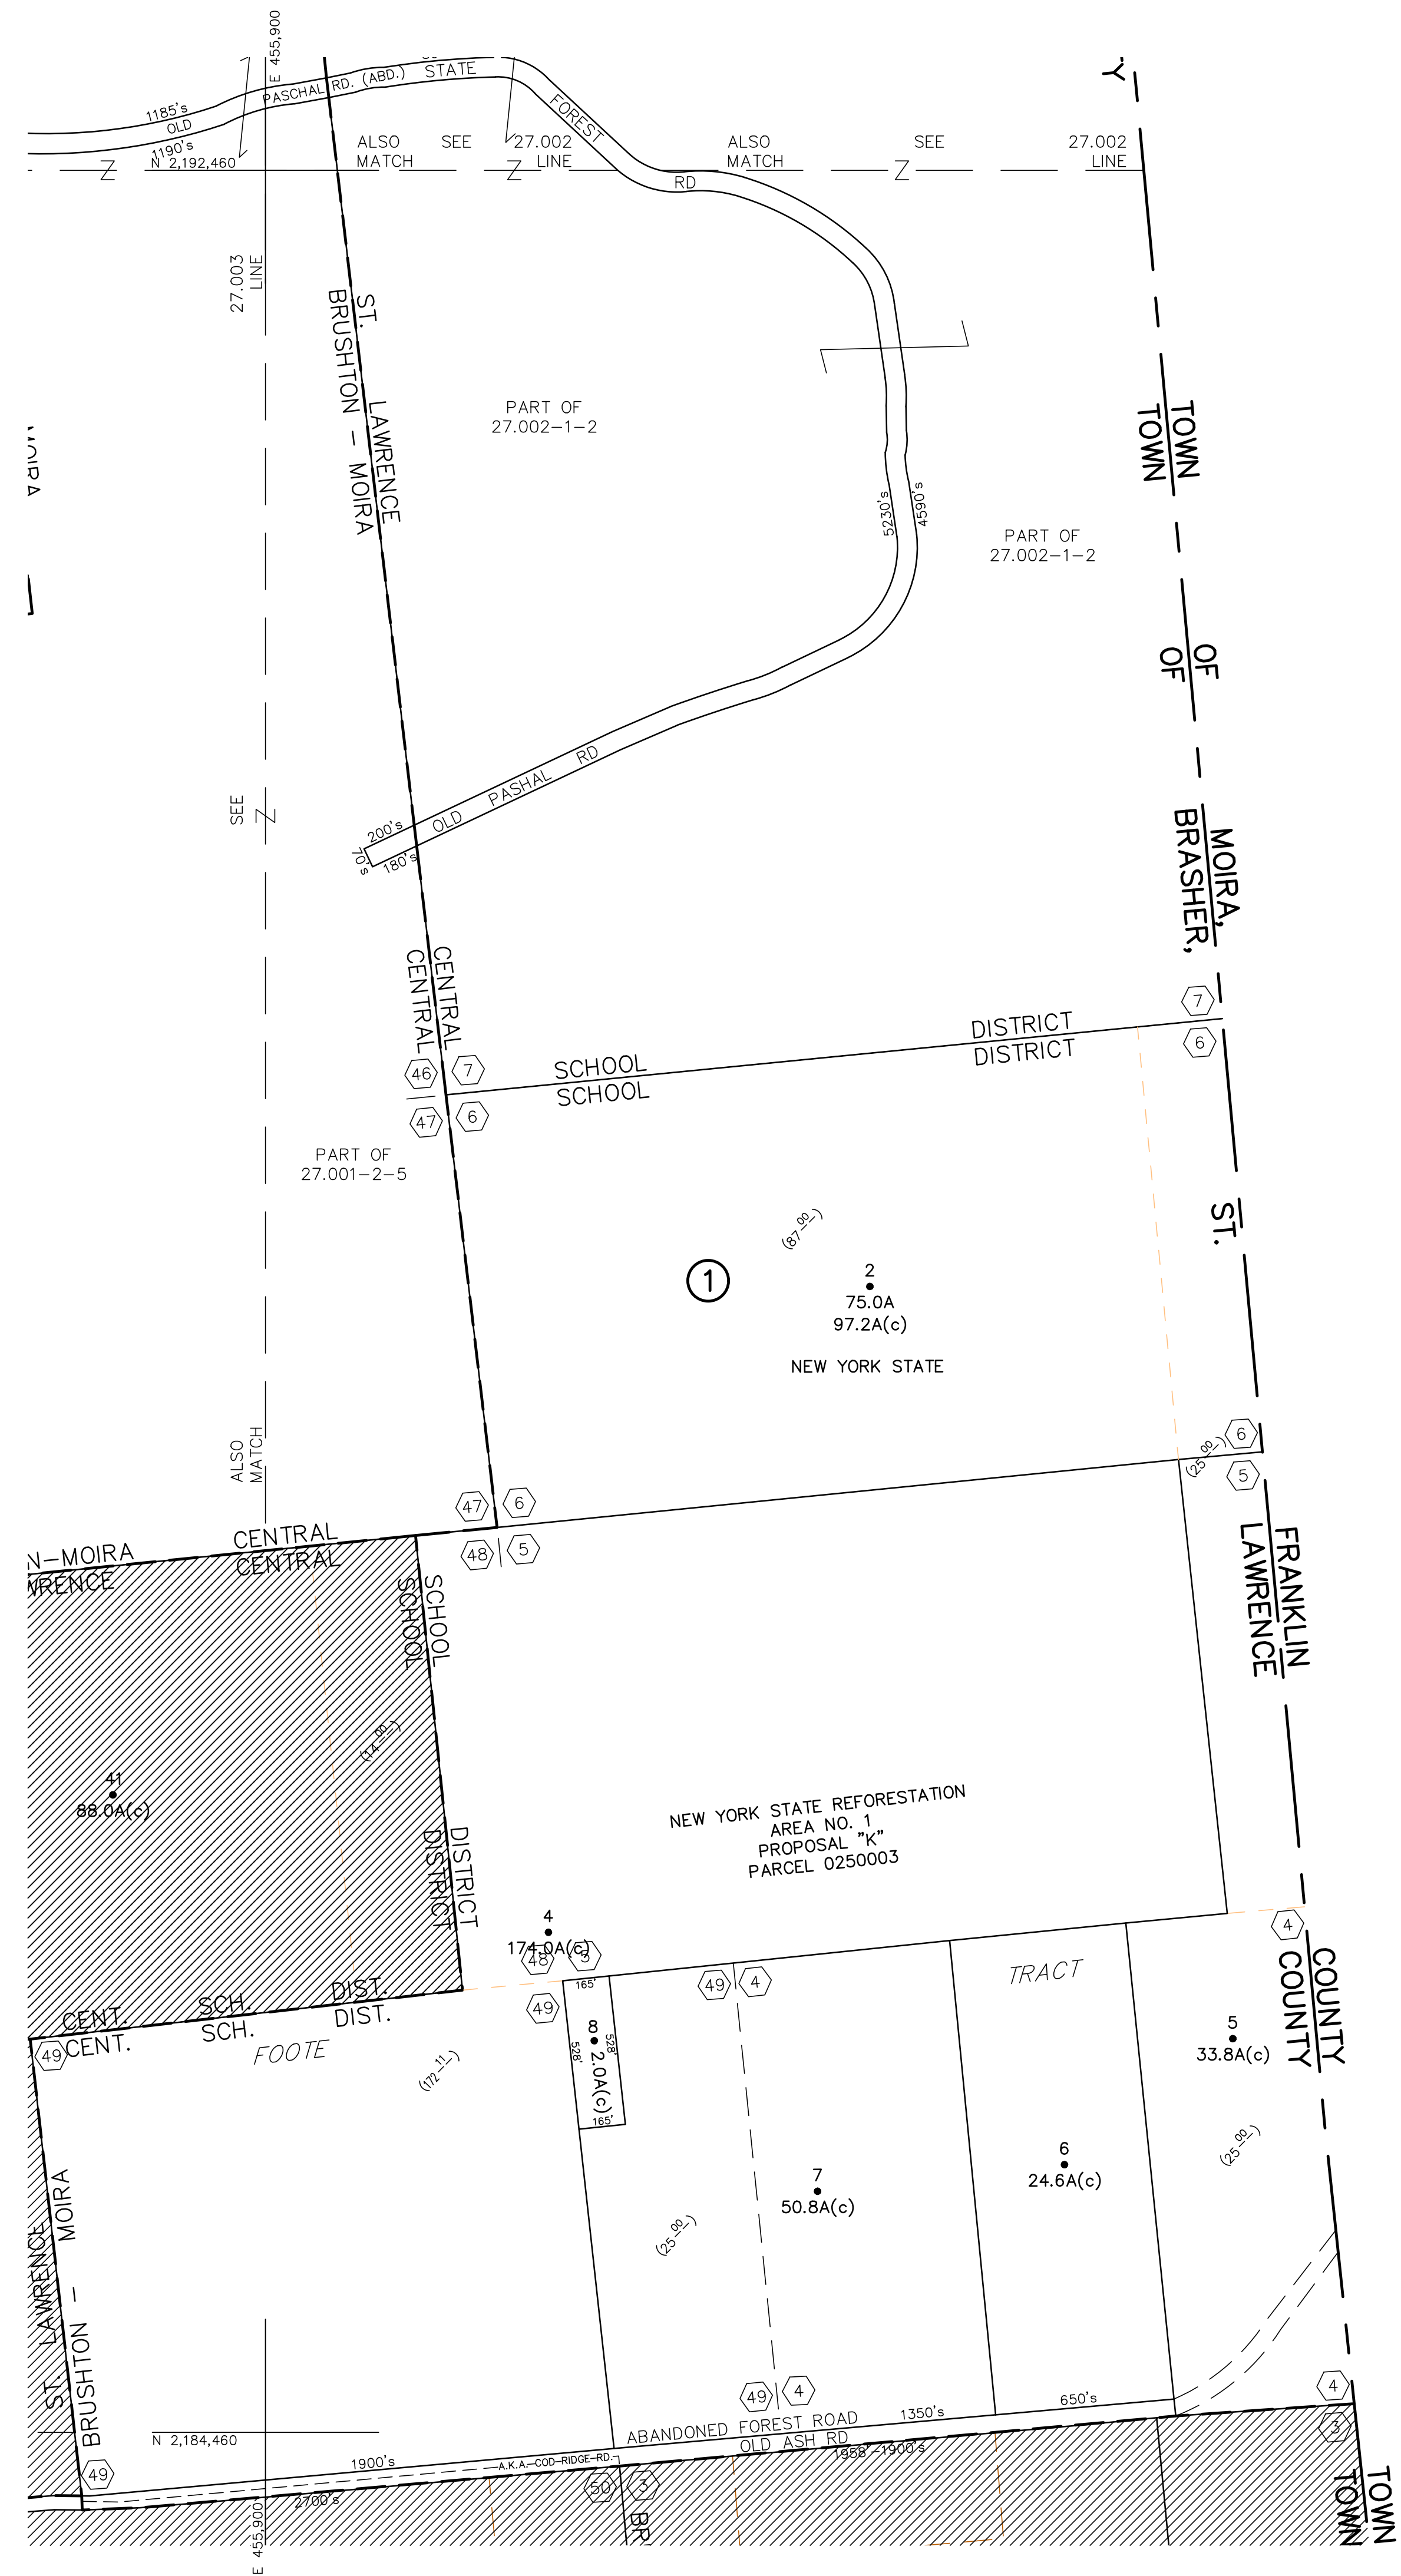 E 455,900
1185's
OLD
1190's
PASCHAL RD. (ABD.)
STATE
FOREST
RD
N 2,192,460
Z
ALSO SEE 27.002
MATCH Z LINE
ALSO SEE 27.002
MATCH Z LINE
Y
27.003
LINE
ST. LAWRENCE
BRUSHTON – MOIRA
MOIRA
PART OF
27.002-1-2
5230's
4590's
PART OF
27.002-1-2
TOWN OF MOIRA,
TOWN OF BRASHER,
SEE
Z
OLD PASHAL RD
200's
70's
180's
CENTRAL
CENTRAL
46
7
47
6
SCHOOL DISTRICT
SCHOOL DISTRICT
7
6
PART OF
27.001-2-5
ST.
(87.00)
1
2
75.0A
97.2A(c)
NEW YORK STATE
ALSO
MATCH
(25.00)
6
5
47
6
48
5
N-MOIRA CENTRAL
WRENCE CENTRAL
SCHOOL
SCHOOL
FRANKLIN
LAWRENCE
(14.00)
41
88.0A(c)
DISTRICT
DISTRICT
NEW YORK STATE REFORESTATION
AREA NO. 1
PROPOSAL "K"
PARCEL 0250003
4
174.0A(c)
48
5
49
4
COUNTY
COUNTY
165'
49
4
TRACT
CENT. SCH. DIST.
CENT. SCH. DIST.
49
FOOTE
(172.11)
528'
8
2.0A(c)
528'
165'
5
33.8A(c)
(25.00)
6
24.6A(c)
7
50.8A(c)
(25.00)
ST. LAWRENCE
BRUSHTON – MOIRA
49
4
4
3
650's
1350's
ABANDONED FOREST ROAD
OLD ASH RD
1958'-1900's
N 2,184,460
1900's
A.K.A. COD RIDGE RD.
49
2700's
50
3
BR
E 455,900
TOWN
TOWN